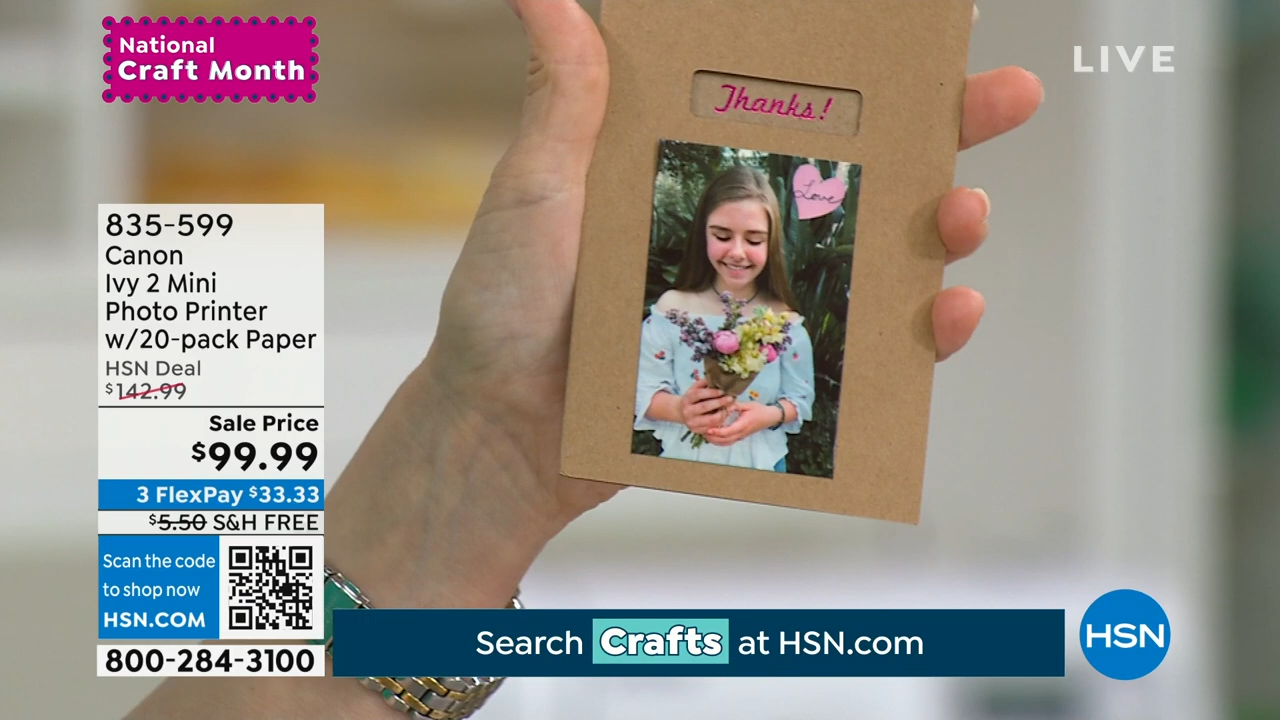 National
Craft Month
LIVE
Thanks!
Love
835-599
Canon
Ivy 2 Mini
Photo Printer
w/20-pack Paper
HSN Deal
$142.99
Sale Price
$99.99
3 FlexPay $33.33
$5.50 S&H FREE
Scan the code
to shop now
HSN.COM
800-284-3100
Search Crafts at HSN.com
HSN